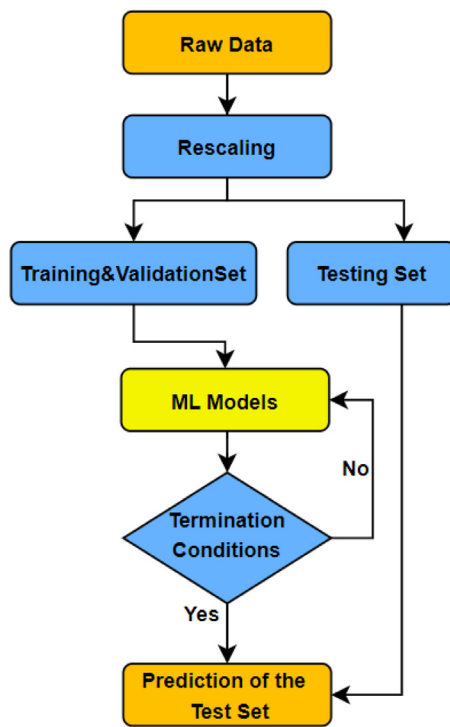 Raw Data
Rescaling
Training&ValidationSet
Testing Set
ML Models
No
Termination
Conditions
Yes
Prediction of the
Test Set